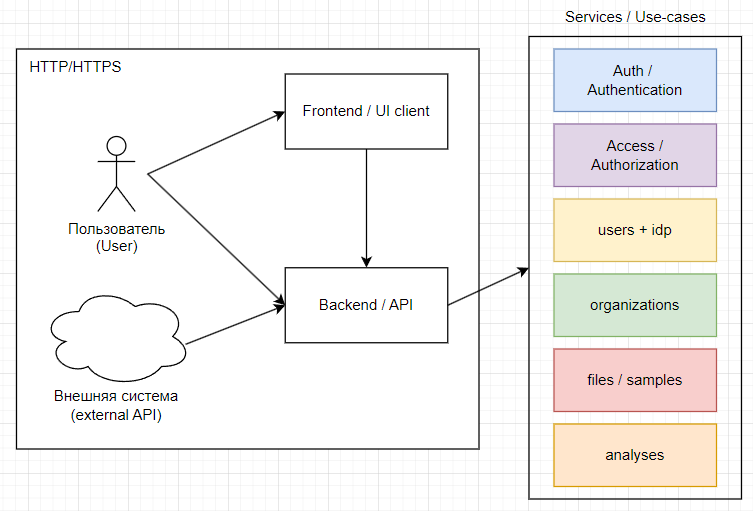 Services / Use-cases
HTTP/HTTPS
Frontend / UI client
Пользователь
(User)
Backend / API
Внешняя система
(external API)
Auth /
Authentication
Access /
Authorization
users + idp
organizations
files / samples
analyses